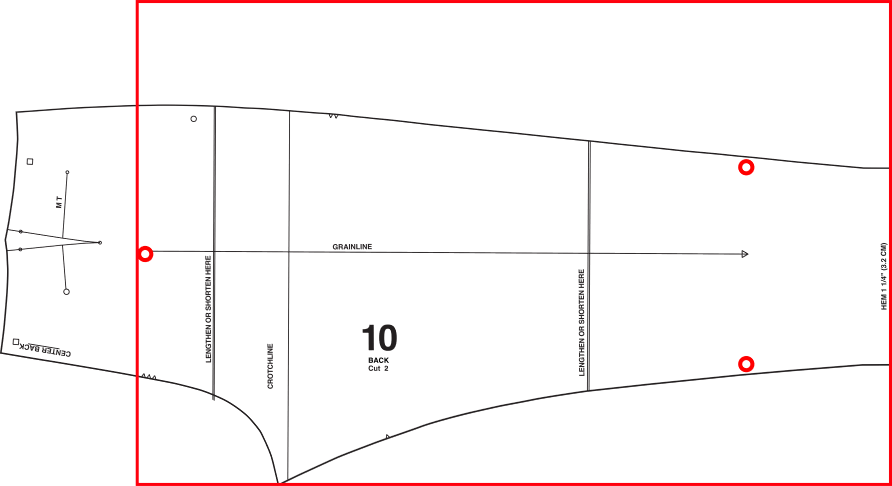 M T
CENTER BACK
LENGTHEN OR SHORTEN HERE
CROTCHLINE
GRAINLINE
10
BACK
Cut 2
LENGTHEN OR SHORTEN HERE
HEM 1 1/4" (3.2 CM)